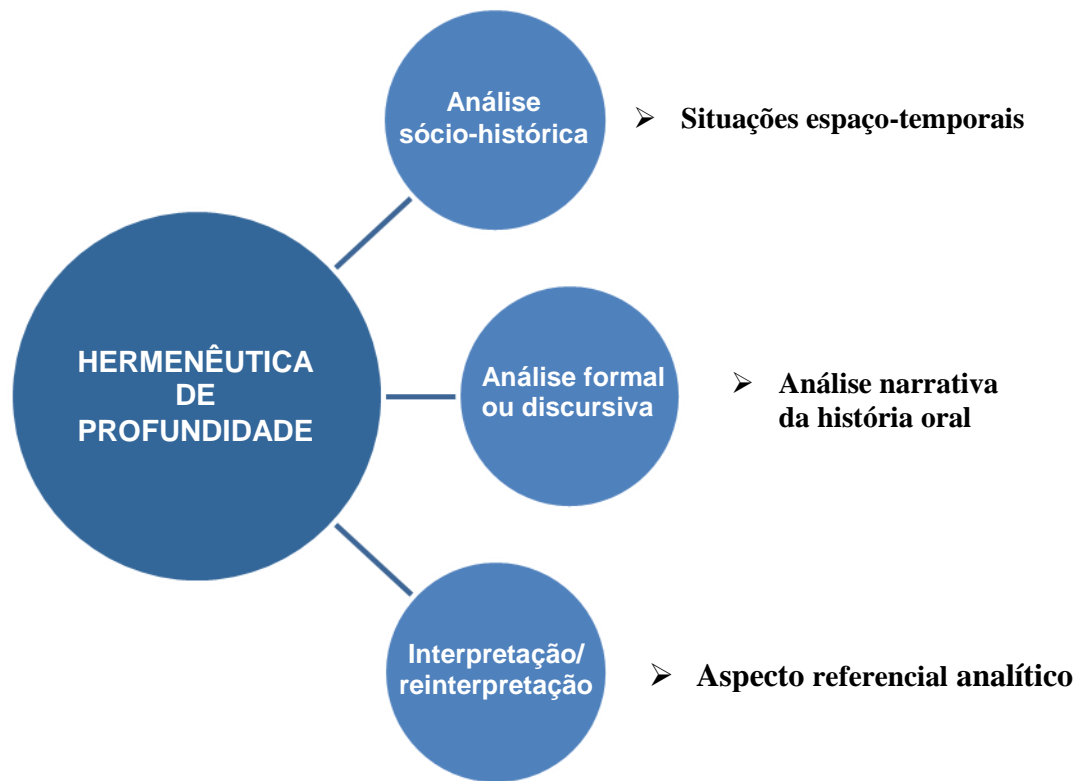 Análise
sócio-histórica
➢ Situações espaço-temporais
HERMENÊUTICA
DE
PROFUNDIDADE
Análise formal
ou discursiva
➢ Análise narrativa
da história oral
Interpretação/
reinterpretação
➢ Aspecto referencial analítico